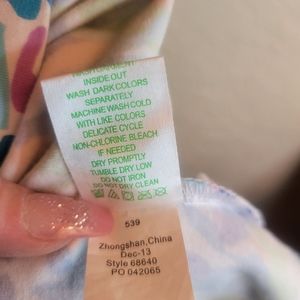 WASH GARMENT
INSIDE OUT
WASH DARK COLORS
SEPARATELY
MACHINE WASH COLD
WITH LIKE COLORS
DELICATE CYCLE
NON-CHLORINE BLEACH
IF NEEDED
DRY PROMPTLY
TUMBLE DRY LOW
DO NOT IRON
DO NOT DRY CLEAN
539
Zhongshan,China
Dec-13
Style 68640
PO 042065